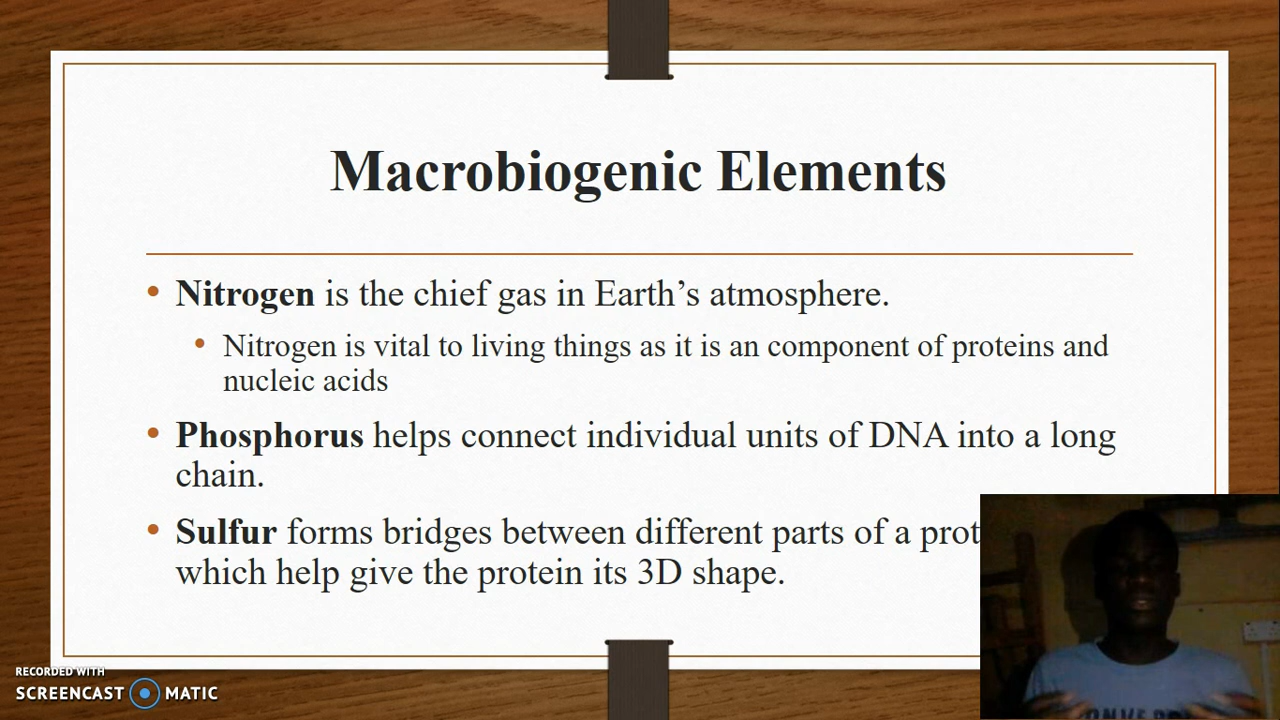 Macrobiogenic Elements
• Nitrogen is the chief gas in Earth’s atmosphere.
• Nitrogen is vital to living things as it is an component of proteins and
nucleic acids
• Phosphorus helps connect individual units of DNA into a long
chain.
• Sulfur forms bridges between different parts of a prot
which help give the protein its 3D shape.
RECORDED WITH
SCREENCAST MATIC